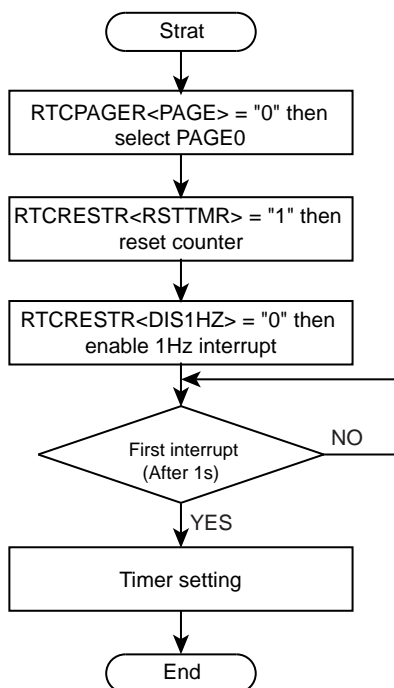 Strat
RTCPAGER<PAGE> = "0" then
select PAGE0
RTCRESTR<RSTTMR> = "1" then
reset counter
RTCRESTR<DIS1HZ> = "0" then
enable 1Hz interrupt
First interrupt
(After 1s)
NO
YES
Timer setting
End